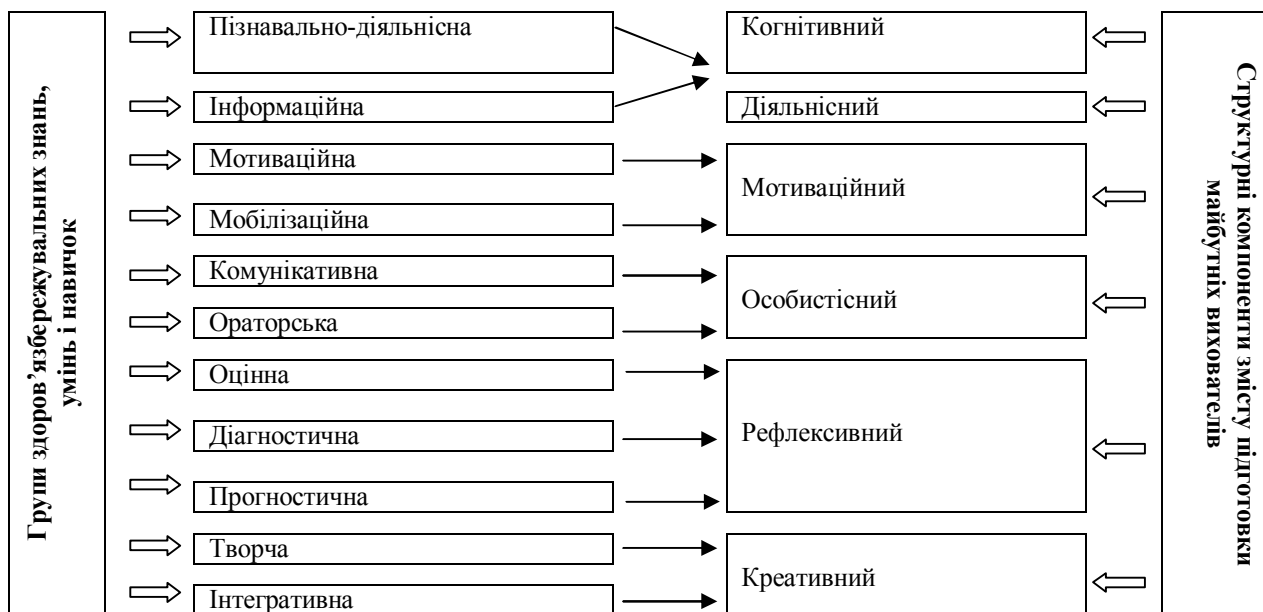 Групи здоров’язбережувальних знань,
умінь і навичок
Пізнавально-діяльнісна
Інформаційна
Мотиваційна
Мобілізаційна
Комунікативна
Ораторська
Оцінна
Діагностична
Прогностична
Творча
Інтегративна
Когнітивний
Діяльнісний
Мотиваційний
Особистісний
Рефлексивний
Креативний
Структурні компоненти змісту підготовки
майбутніх вихователів